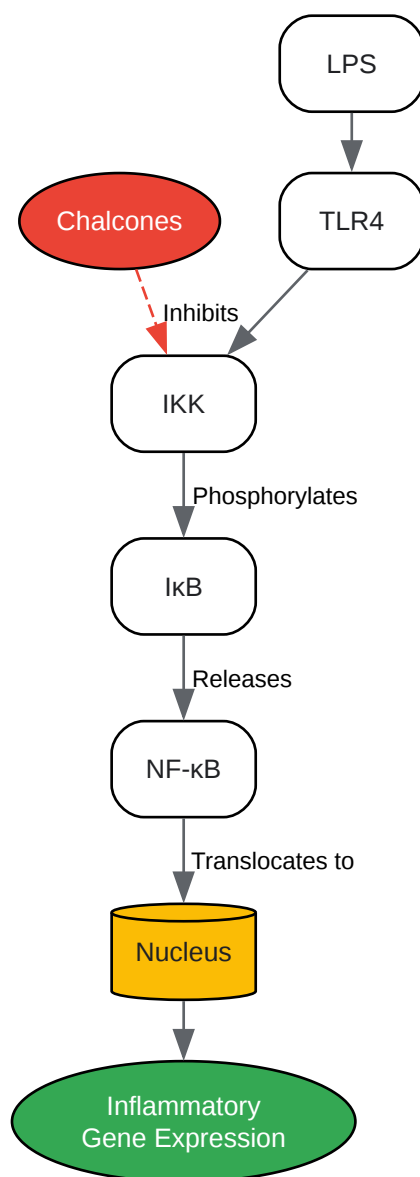 LPS
Chalcones
TLR4
Inhibits
IKK
Phosphorylates
IκB
Releases
NF-κB
Translocates to
Nucleus
Inflammatory
Gene Expression